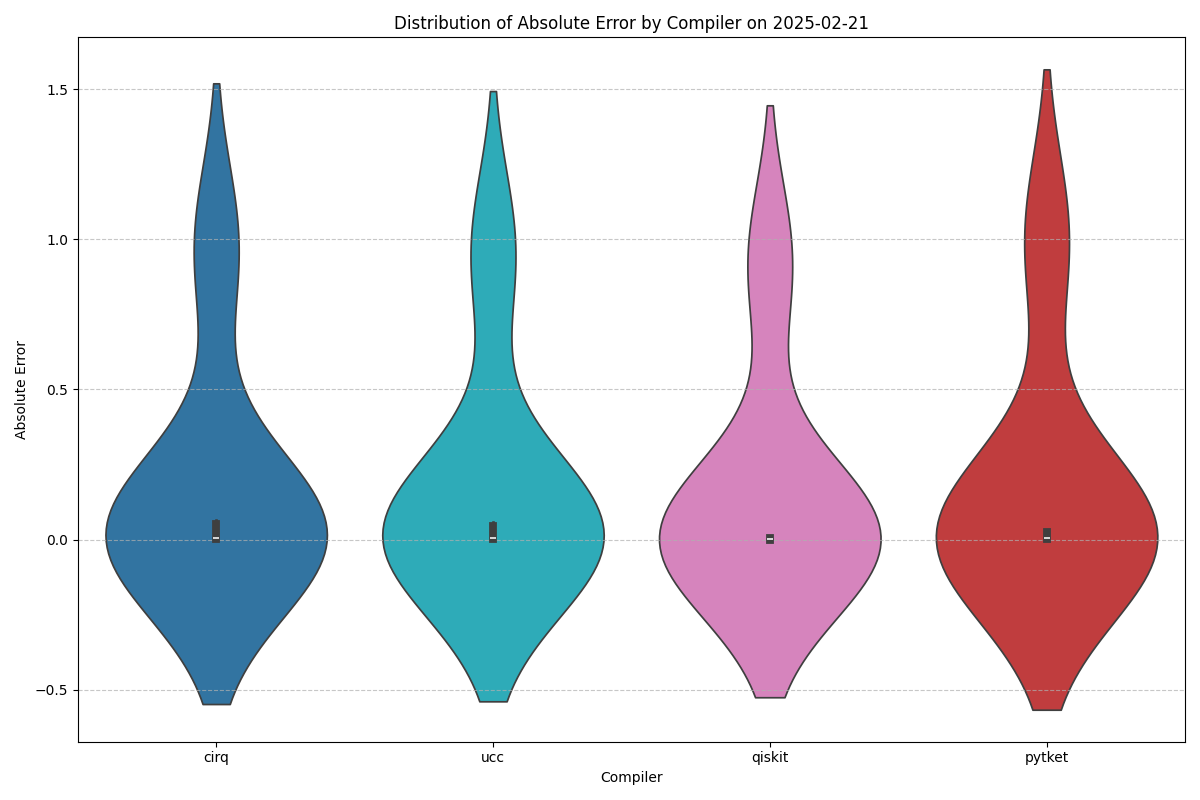 Distribution of Absolute Error by Compiler on 2025-02-21
Absolute Error
1.5
1.0
0.5
0.0
−0.5
cirq
ucc
qiskit
pytket
Compiler